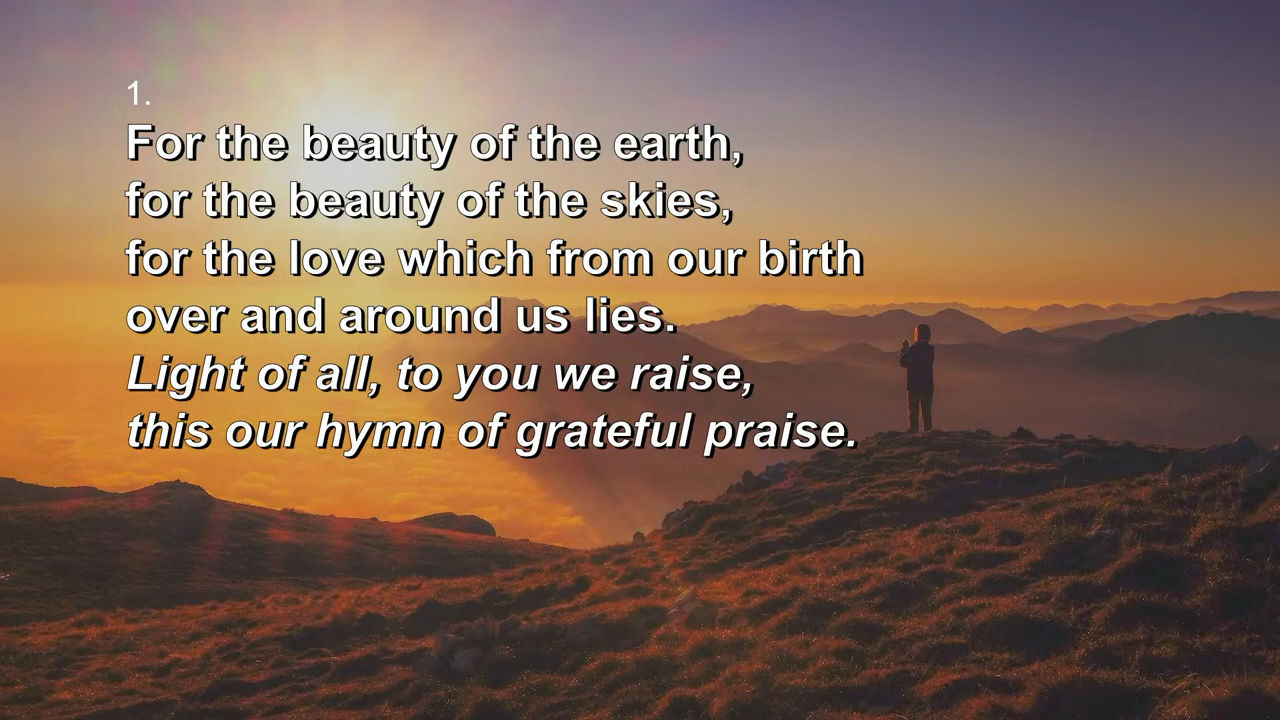 1.
For the beauty of the earth,
for the beauty of the skies,
for the love which from our birth
over and around us lies.
Light of all, to you we raise,
this our hymn of grateful praise.